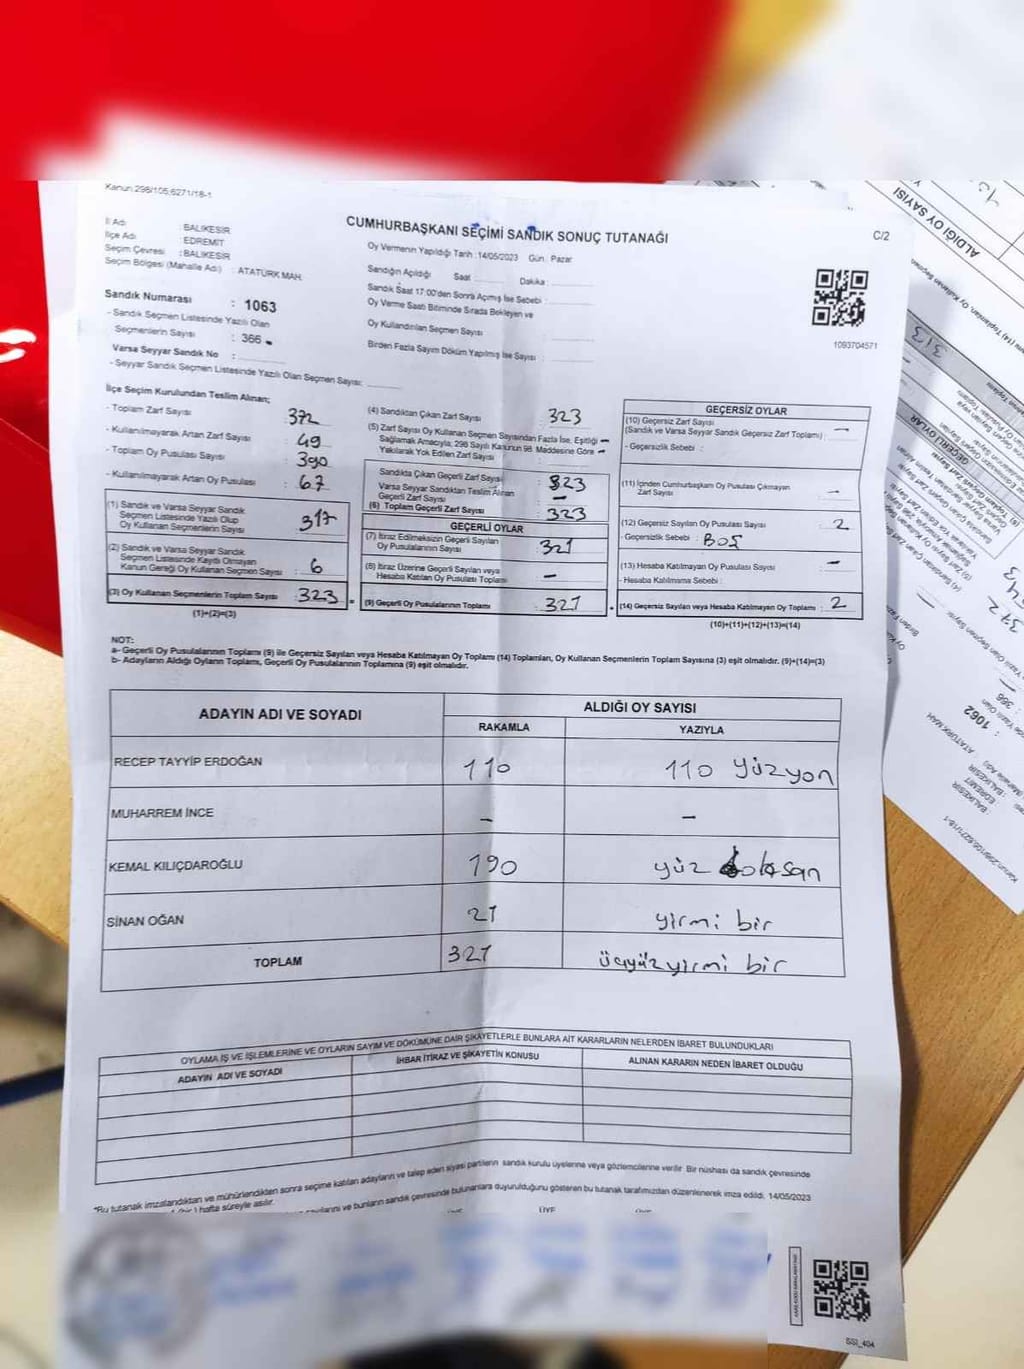 Kanun:298/105;6271/18-1
İl Adı : BALIKESİR
İlçe Adı : EDREMİT
Seçim Çevresi : BALIKESİR
Seçim Bölgesi (Mahalle Adı) : ATATÜRK MAH.
CUMHURBAŞKANI SEÇİMİ SANDIK SONUÇ TUTANAĞI
C/2
Oy Vermenin Yapıldığı Tarih :14/05/2023 Gün : Pazar
Sandığın Açıldığı Saat : Dakika :
Sandık Saat 17:00'den Sonra Açılmış İse Sebebi :
Oy Verme Saati Bitiminde Sırada Bekleyen ve
Oy Kullandırılan Seçmen Sayısı :
Birden Fazla Sayım Döküm Yapılmış İse Sayısı :
1093704571
Sandık Numarası : 1063
- Sandık Seçmen Listesinde Yazılı Olan
Seçmenlerin Sayısı : 366
Varsa Seyyar Sandık No :
- Seyyar Sandık Seçmen Listesinde Yazılı Olan Seçmen Sayısı:
İlçe Seçim Kurulundan Teslim Alınan;
- Toplam Zarf Sayısı : 372
- Kullanılmayarak Artan Zarf Sayısı : 49
- Toplam Oy Pusulası Sayısı : 390
- Kullanılmayarak Artan Oy Pusulası : 67
(1) Sandık ve Varsa Seyyar Sandık
Seçmen Listesinde Yazılı Olup
Oy Kullanan Seçmenlerin Sayısı : 317
(2) Sandık ve Varsa Seyyar Sandık
Seçmen Listesinde Kayıtlı Olmayan
Kanun Gereği Oy Kullanan Seçmen Sayısı : 6
(3) Oy Kullanan Seçmenlerin Toplam Sayısı : 323
(1)+(2)=(3)
(4) Sandıktan Çıkan Zarf Sayısı : 323
(5) Zarf Sayısı Oy Kullanan Seçmen Sayısından Fazla İse, Eşitliği
Sağlamak Amacıyla, 298 Sayılı Kanunun 98. Maddesine Göre
Yakılarak Yok Edilen Zarf Sayısı : –
Sandıkta Çıkan Geçerli Zarf Sayısı : 323
Varsa Seyyar Sandıktan Teslim Alınan
Geçerli Zarf Sayısı : –
(6) Toplam Geçerli Zarf Sayısı : 323
GEÇERLİ OYLAR
(7) İtiraz Edilmeksizin Geçerli Sayılan
Oy Pusulalarının Sayısı : 321
(8) İtiraz Üzerine Geçerli Sayılan veya
Hesaba Katılan Oy Pusulası Toplamı : –
(9) Geçerli Oy Pusulalarının Toplamı : 321
GEÇERSİZ OYLAR
(10) Geçersiz Zarf Sayısı
(Sandık ve Varsa Seyyar Sandık Geçersiz Zarf Toplamı) : –
- Geçersizlik Sebebi :
(11) İçinden Cumhurbaşkanı Oy Pusulası Çıkmayan
Zarf Sayısı : –
(12) Geçersiz Sayılan Oy Pusulası Sayısı : 2
- Geçersizlik Sebebi : BOŞ
(13) Hesaba Katılmayan Oy Pusulası Sayısı : –
- Hesaba Katılmama Sebebi :
(14) Geçersiz Sayılan veya Hesaba Katılmayan Oy Toplamı : 2
(10)+(11)+(12)+(13)=(14)
NOT:
a- Geçerli Oy Pusulalarının Toplamı (9) ile Geçersiz Sayılan veya Hesaba Katılmayan Oy Toplamı (14) Toplamları, Oy Kullanan Seçmenlerin Toplam Sayısına (3) eşit olmalıdır. (9)+(14)=(3)
b- Adayların Aldığı Oyların Toplamı, Geçerli Oy Pusulalarının Toplamına (9) eşit olmalıdır.
ADAYIN ADI VE SOYADI
ALDIĞI OY SAYISI
RAKAMLA YAZIYLA
RECEP TAYYİP ERDOĞAN 110 110 yüzyon
MUHARREM İNCE – –
KEMAL KILIÇDAROĞLU 190 yüz doksan
SİNAN OĞAN 21 yirmi bir
TOPLAM 321 üçyüzyirmi bir
OYLAMA İŞ VE İŞLEMLERİNE VE OYLARIN SAYIM VE DÖKÜMÜNE DAİR ŞİKAYETLERLE BUNLARA AİT KARARLARIN NELERDEN İBARET BULUNDUKLARI
ADAYIN ADI VE SOYADI İHBAR İTİRAZ VE ŞİKAYETİN KONUSU ALINAN KARARIN NEDEN İBARET OLDUĞU
*Bu tutanak imzalandıktan ve mühürlendikten sonra seçime katılan adayların ve talep eden siyasi partilerin sandık kurulu üyelerine veya gözlemcilerine verilir. Bir nüshası da sandık çevresinde
hafta süreyle asılır.
ve bunların sandık çevresinde bulunanlara duyurulduğunu gösteren bu tutanak tarafımızdan düzenlenerek imza edildi. 14/05/2023
SSt_404
ALDIĞI OY SAYISI
313
GEÇERLİ OYLAR
372
366
: 1062
ATATÜRK MAH.
: BALIKESİR
: EDREMİT
: BALIKESİR
Kanun:298/105;6271/18-1